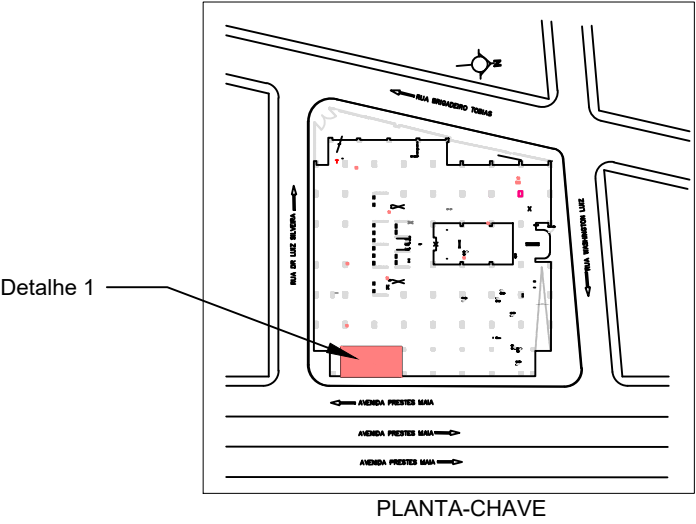 N
RUA BRIGADEIRO TOBIAS
RUA DR LUIZ SILVEIRA
RUA WASHINGTON LUIZ
Detalhe 1
AVENIDA PRESTES MAIA
AVENIDA PRESTES MAIA
AVENIDA PRESTES MAIA
PLANTA-CHAVE